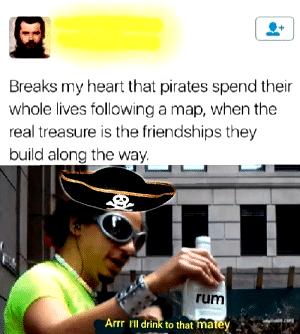 Breaks my heart that pirates spend their
whole lives following a map, when the
real treasure is the friendships they
build along the way.
rum
Arrr I'll drink to that matey